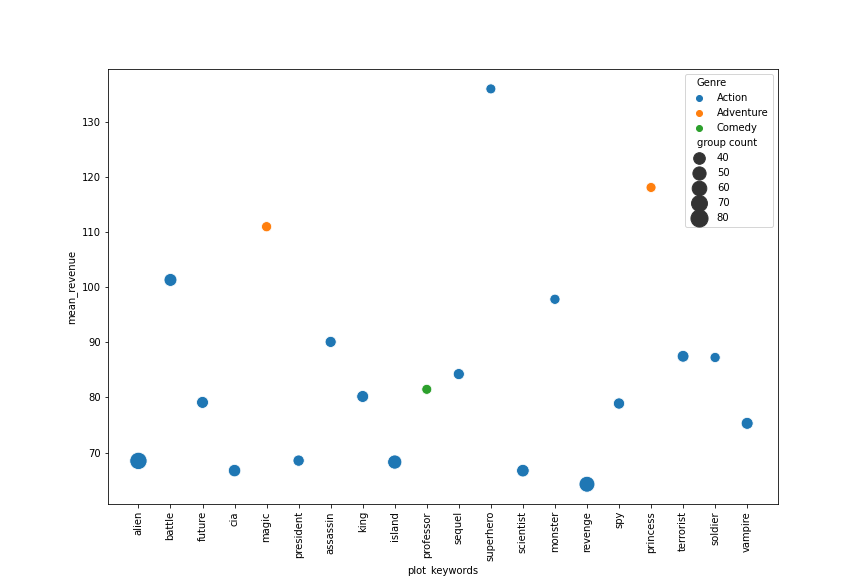 Genre
Action
Adventure
Comedy
group count
40
50
60
70
80
130
120
110
100
90
80
70
mean_revenue
alien
battle
future
cia
magic
president
assassin
king
island
professor
sequel
superhero
scientist
monster
revenge
spy
princess
terrorist
soldier
vampire
plot_keywords